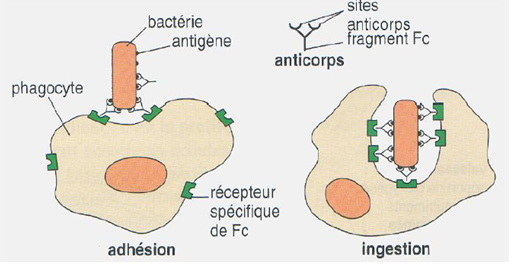 bactérie
antigène
phagocyte
sites
anticorps
fragment Fc
anticorps
récepteur
spécifique
de Fc
adhésion
ingestion